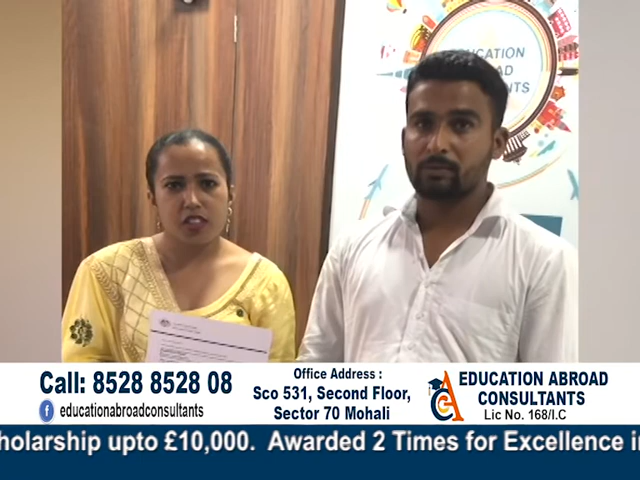 EDUCATION
Call: 8528 8528 08
educationabroadconsultants
Office Address :
Sco 531, Second Floor,
Sector 70 Mohali
EDUCATION ABROAD
CONSULTANTS
Lic No. 168/I.C
holarship upto £10,000. Awarded 2 Times for Excellence in